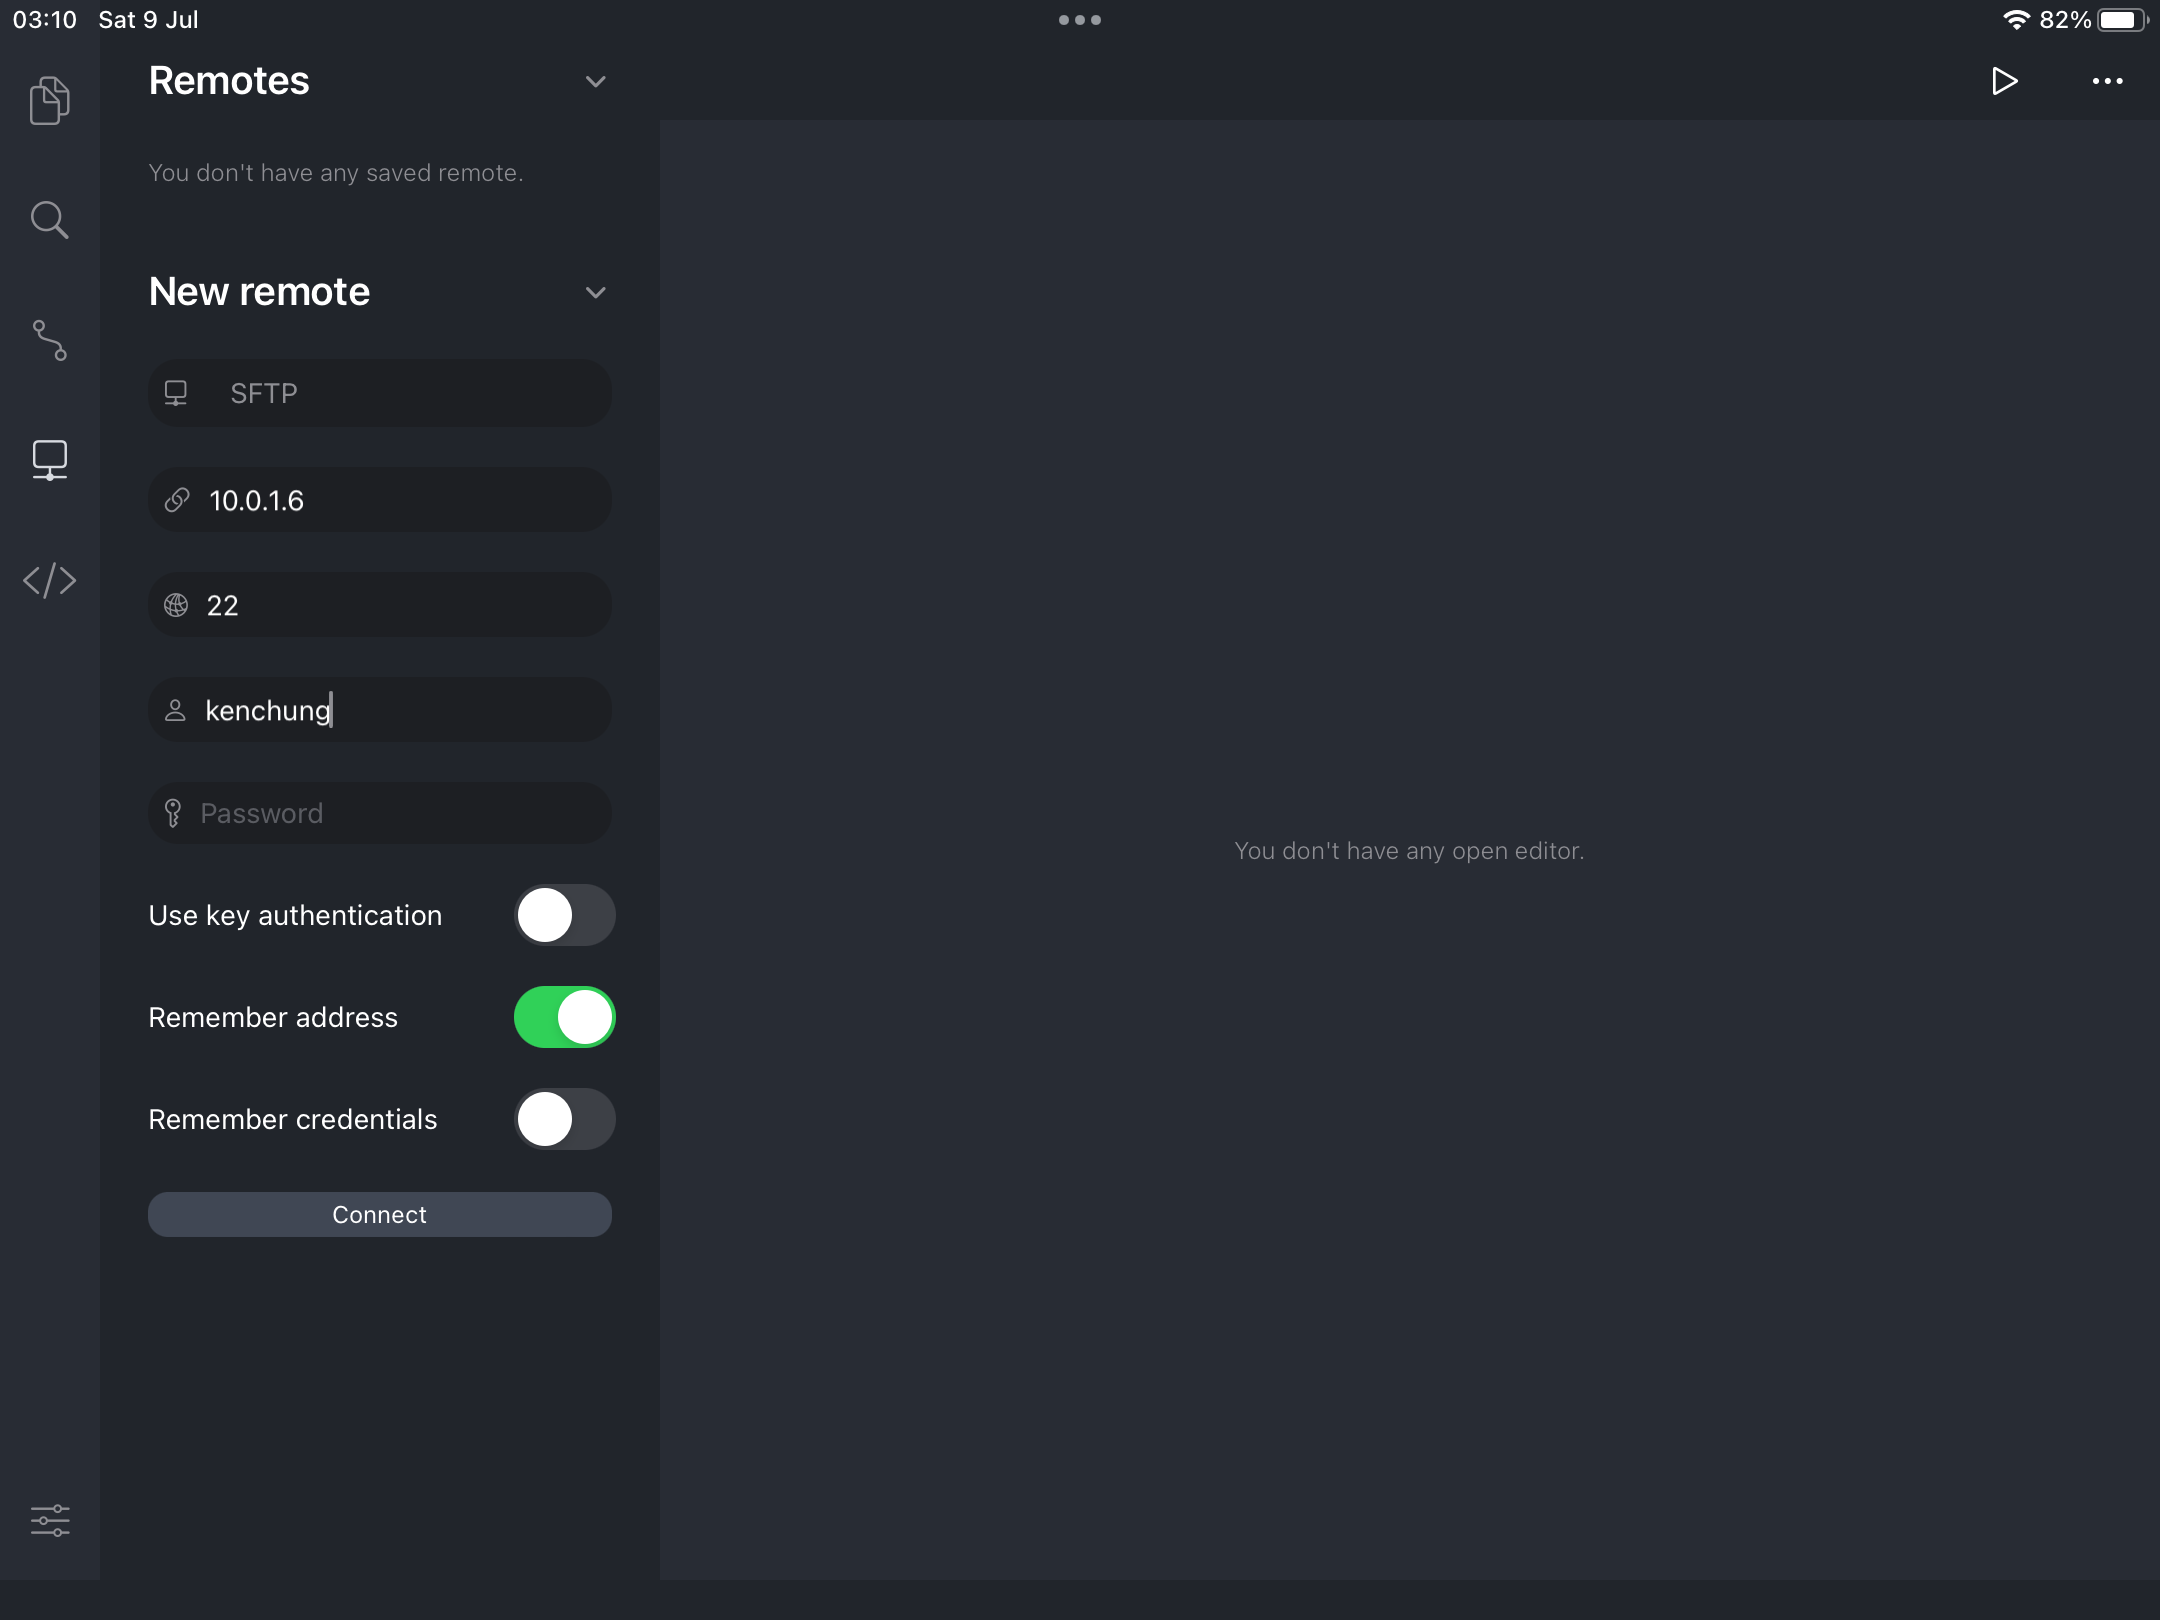 03:10 Sat 9 Jul
82%
Remotes
You don't have any saved remote.
New remote
SFTP
10.0.1.6
22
kenchung
Password
Use key authentication
Remember address
Remember credentials
Connect
You don't have any open editor.